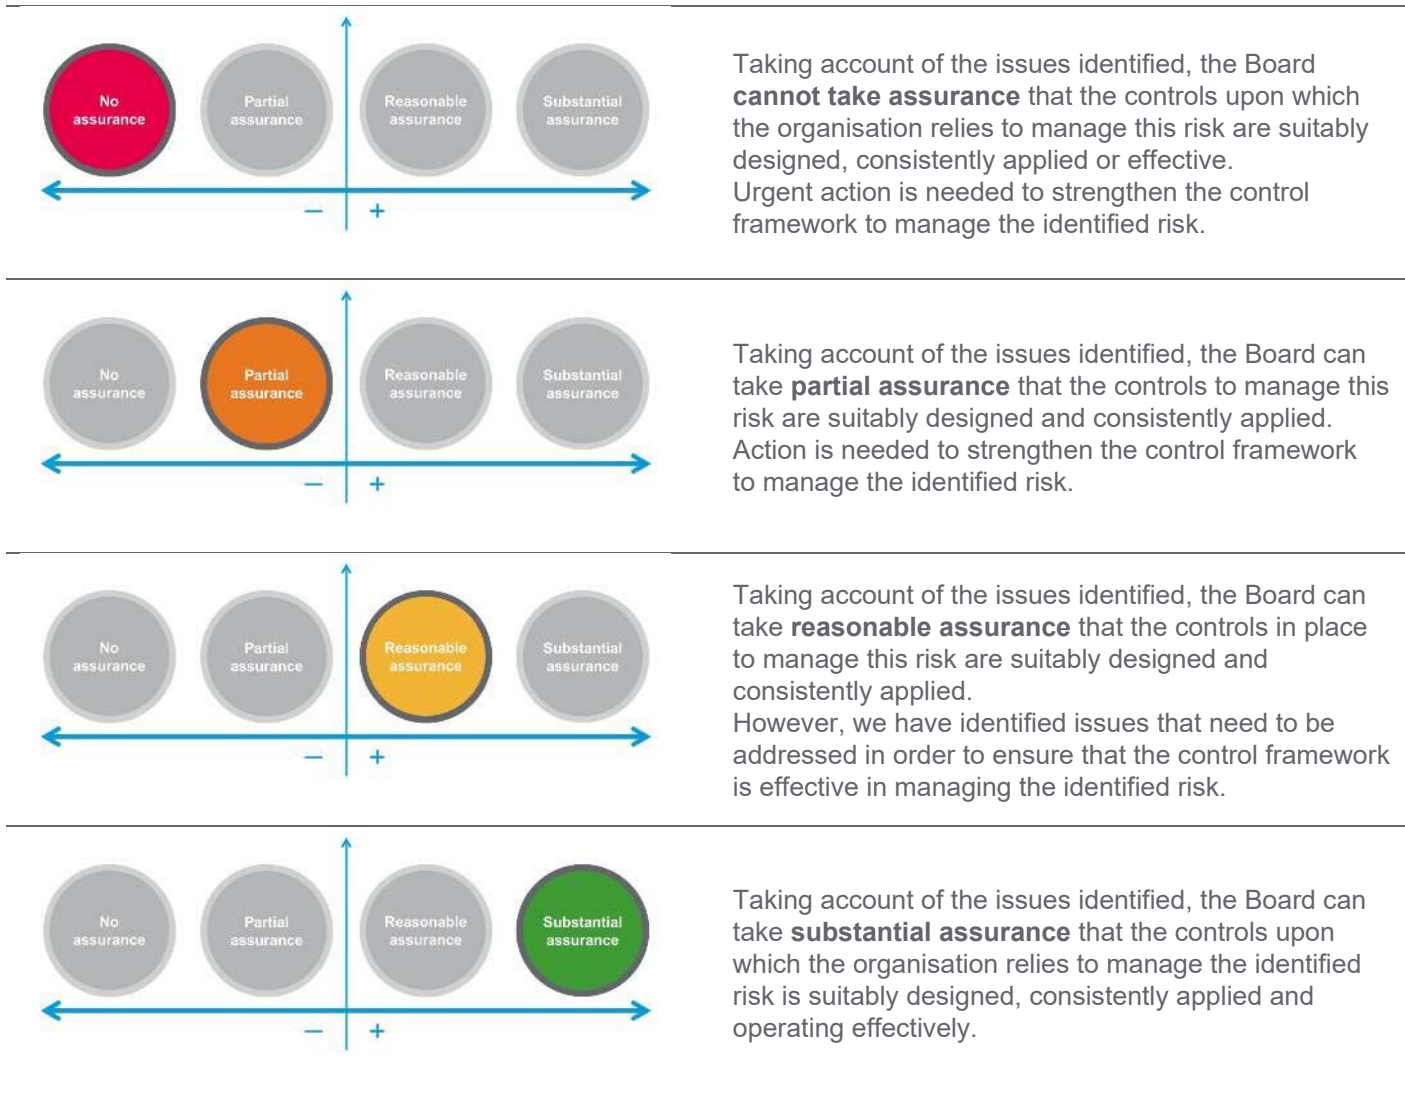 No
assurance
Partial
assurance
Reasonable
assurance
Substantial
assurance
— +
Taking account of the issues identified, the Board
cannot take assurance that the controls upon which
the organisation relies to manage this risk are suitably
designed, consistently applied or effective.
Urgent action is needed to strengthen the control
framework to manage the identified risk.
No
assurance
Partial
assurance
Reasonable
assurance
Substantial
assurance
— +
Taking account of the issues identified, the Board can
take partial assurance that the controls to manage this
risk are suitably designed and consistently applied.
Action is needed to strengthen the control framework
to manage the identified risk.
No
assurance
Partial
assurance
Reasonable
assurance
Substantial
assurance
— +
Taking account of the issues identified, the Board can
take reasonable assurance that the controls in place
to manage this risk are suitably designed and
consistently applied.
However, we have identified issues that need to be
addressed in order to ensure that the control framework
is effective in managing the identified risk.
No
assurance
Partial
assurance
Reasonable
assurance
Substantial
assurance
— +
Taking account of the issues identified, the Board can
take substantial assurance that the controls upon
which the organisation relies to manage the identified
risk is suitably designed, consistently applied and
operating effectively.